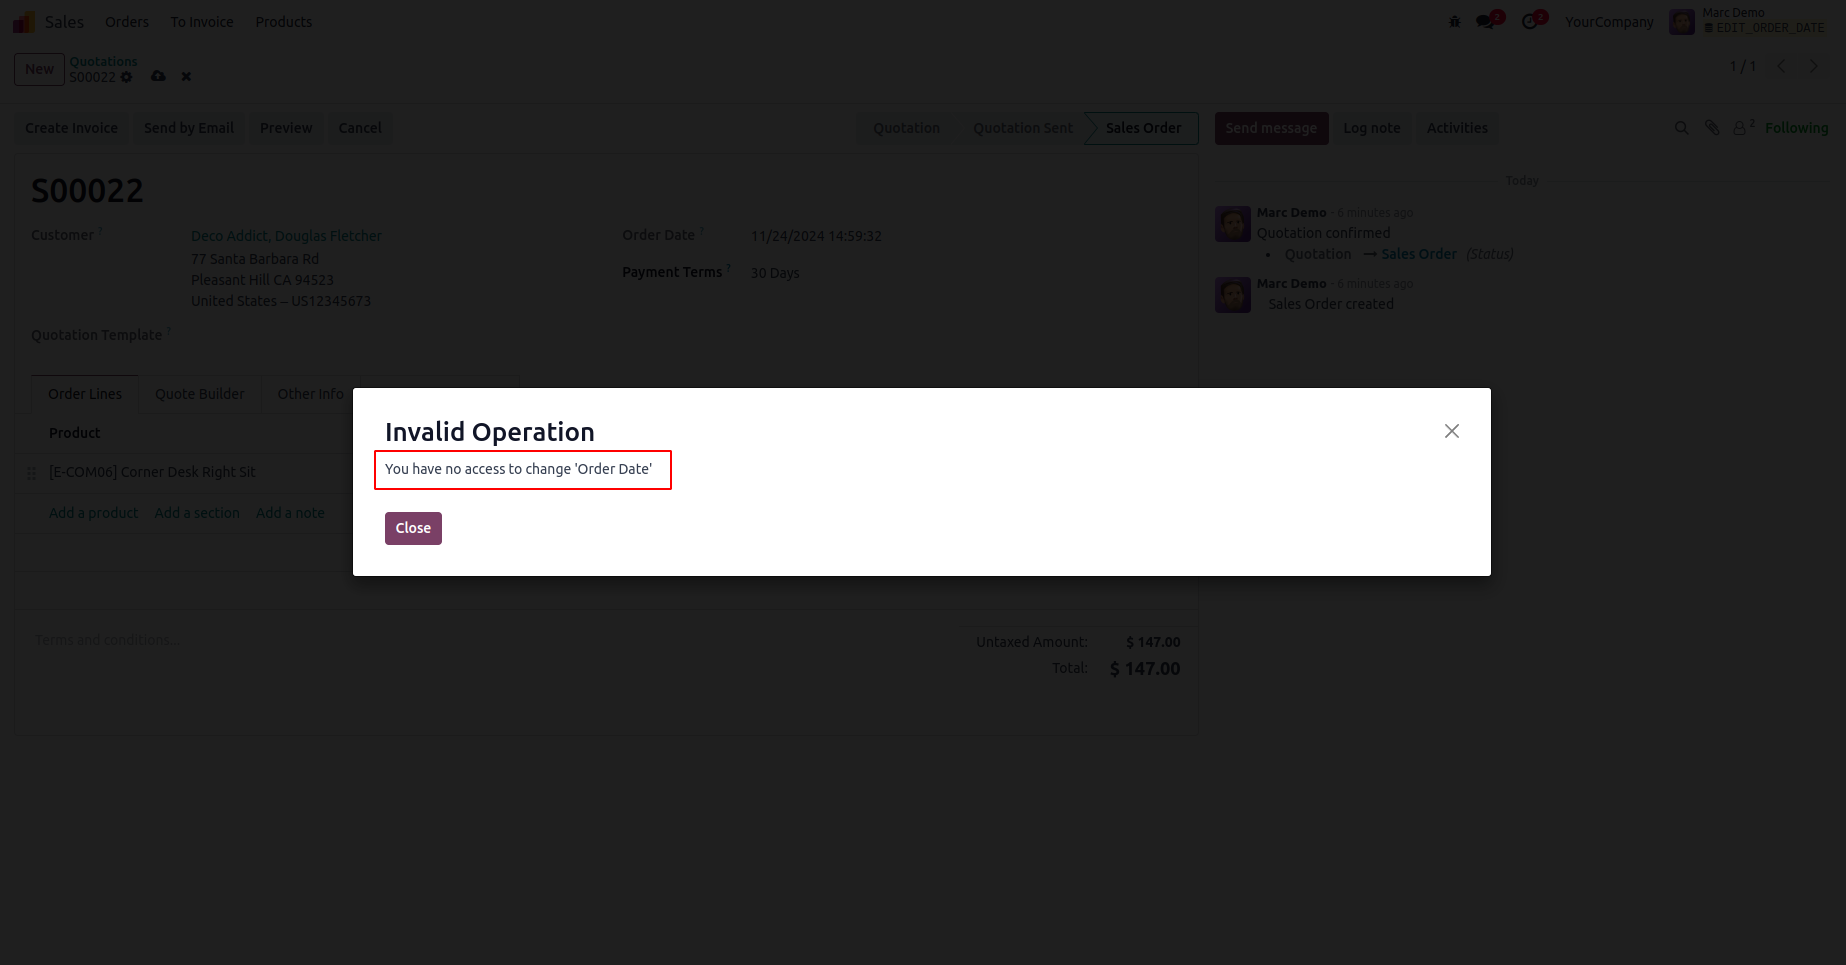 Sales Orders To Invoice Products
2 2 YourCompany Marc Demo
EDIT_ORDER_DATE
New Quotations
S00022
1 / 1
Create Invoice Send by Email Preview Cancel Quotation Quotation Sent Sales Order Send message Log note Activities 2 Following
S00022
Today
Customer ? Deco Addict, Douglas Fletcher
77 Santa Barbara Rd
Pleasant Hill CA 94523
United States – US12345673
Order Date ? 11/24/2024 14:59:32
Payment Terms ? 30 Days
Quotation Template ?
Marc Demo - 6 minutes ago
Quotation confirmed
• Quotation → Sales Order (Status)
Marc Demo - 6 minutes ago
Sales Order created
Order Lines Quote Builder Other Info
Product
[E-COM06] Corner Desk Right Sit
Add a product Add a section Add a note
Invalid Operation
You have no access to change 'Order Date'
Close
Terms and conditions...
Untaxed Amount: $ 147.00
Total: $ 147.00